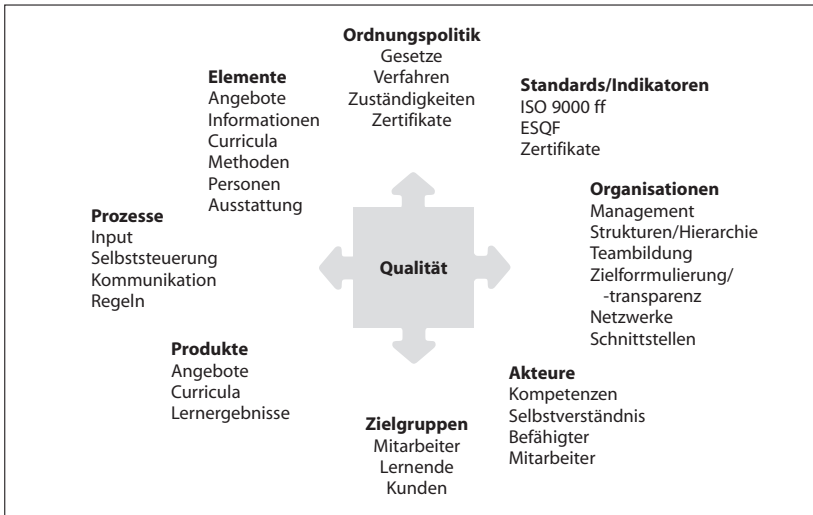 Ordnungspolitik
Gesetze
Verfahren
Zuständigkeiten
Zertifikate
Elemente
Angebote
Informationen
Curricula
Methoden
Personen
Ausstattung
Standards/Indikatoren
ISO 9000 ff
ESQF
Zertifikate
Prozesse
Input
Selbststeuerung
Kommunikation
Regeln
Qualität
Organisationen
Management
Strukturen/Hierarchie
Teambildung
Zielformulierung/
-transparenz
Netzwerke
Schnittstellen
Produkte
Angebote
Curricula
Lernergebnisse
Zielgruppen
Mitarbeiter
Lernende
Kunden
Akteure
Kompetenzen
Selbstverständnis
Befähigter
Mitarbeiter